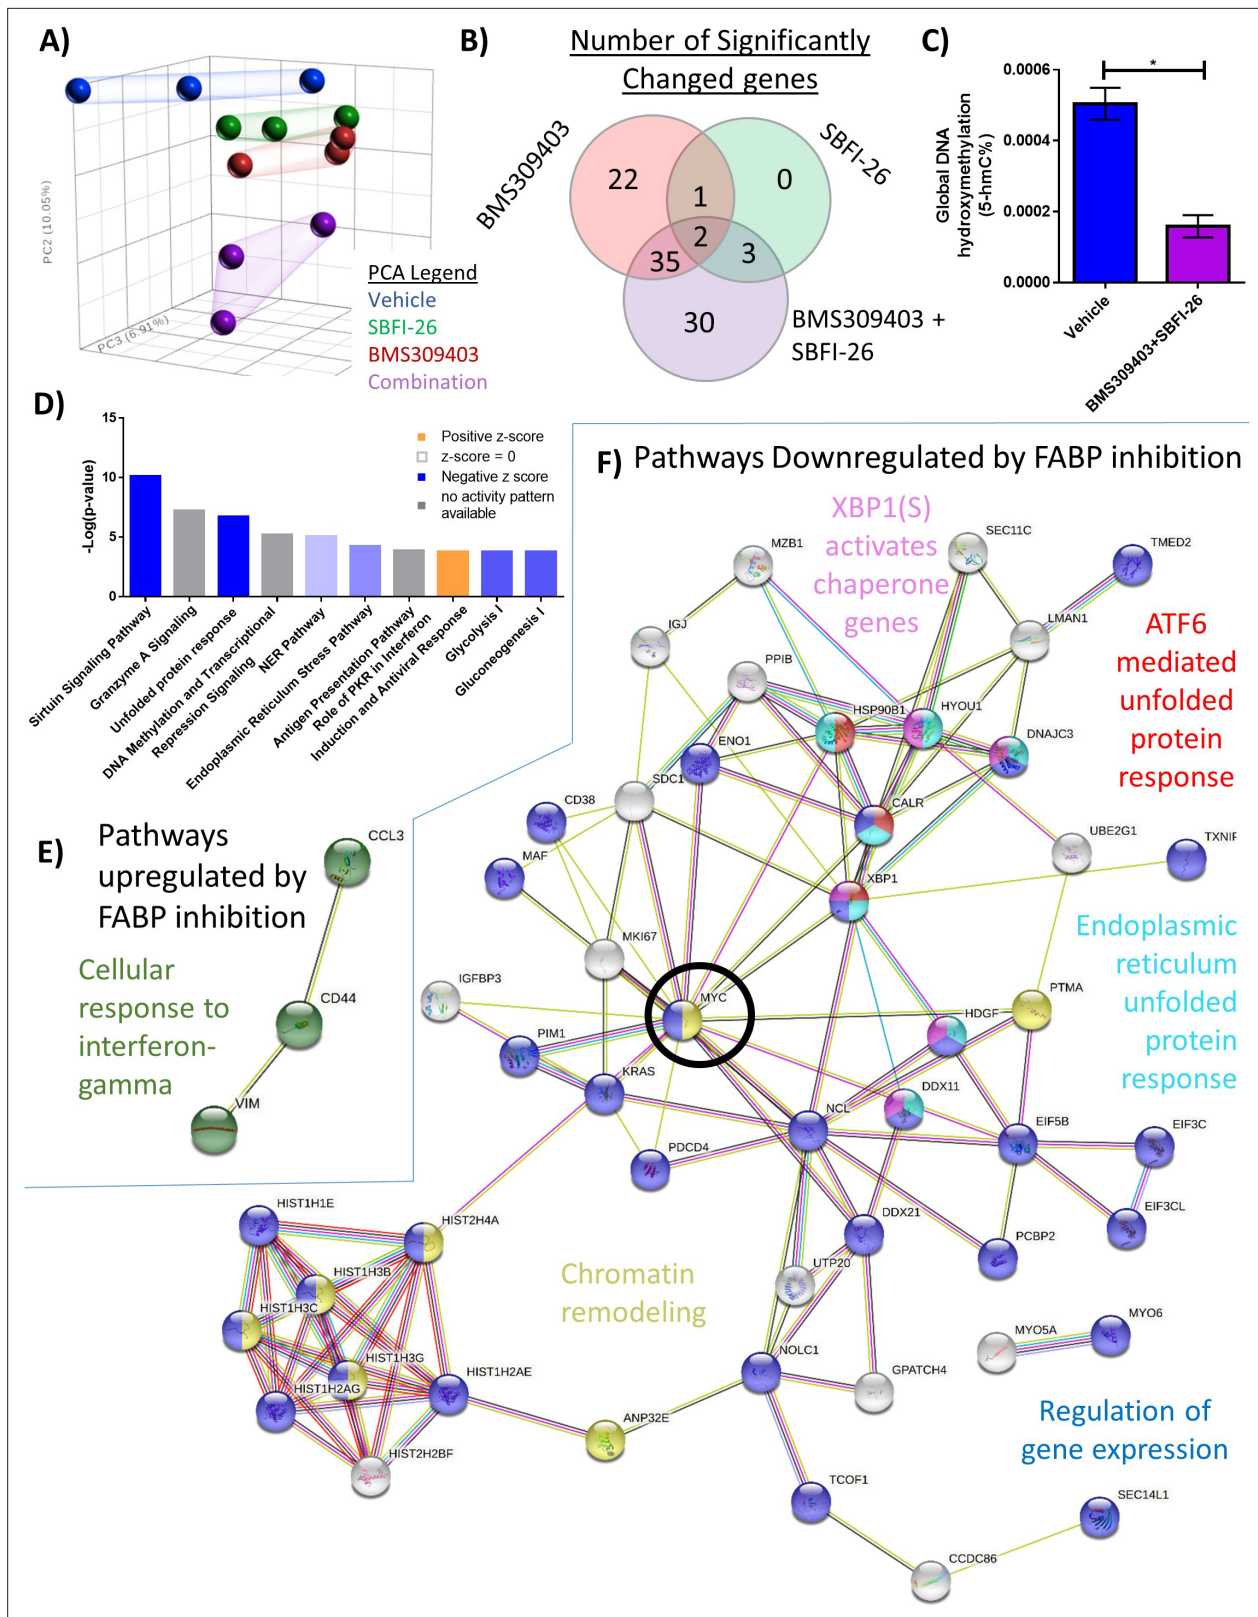 A)
PC2 (10.05%)
PC3 (6.91%)
PCA Legend
Vehicle
SBFI-26
BMS309403
Combination
B)
Number of Significantly
Changed genes
BMS309403
SBFI-26
22
1
0
2
35
3
30
BMS309403 +
SBFI-26
C)
Global DNA
hydroxymethylation
(5-hmC%)
0.0006
0.0004
0.0002
0.0000
*
Vehicle
BMS309403+SBFI-26
D)
-Log(p-value)
15
10
5
0
Positive z-score
z-score = 0
Negative z score
no activity pattern
available
Sirtuin Signaling Pathway
Granzyme A Signaling
Unfolded protein response
DNA Methylation and Transcriptional
Repression Signaling
NER Pathway
Endoplasmic Reticulum Stress Pathway
Antigen Presentation Pathway
Role of PKR in Interferon
Induction and Antiviral Response
Glycolysis I
Gluconeogenesis I
E)
Pathways
upregulated by
FABP inhibition
Cellular
response to
interferon-
gamma
CCL3
CD44
VIM
F)
Pathways Downregulated by FABP inhibition
XBP1(S)
activates
chaperone
genes
ATF6
mediated
unfolded
protein
response
Endoplasmic
reticulum
unfolded
protein
response
Chromatin
remodeling
Regulation of
gene expression
MZB1
SEC11C
TMED2
IGJ
LMAN1
PPIB
HSP90B1
HYOU1
ENO1
DNAJC3
SDC1
CD38
CALR
UBE2G1
TXNIF
MAF
XBP1
MKI67
IGFBP3
MYC
PTMA
HDGF
PIM1
KRAS
DDX11
NCL
EIF5B
EIF3C
PDCD4
EIF3CL
HIST1H1E
HIST2H4A
DDX21
PCBP2
UTP20
HIST1H3B
HIST1H3C
MYO5A
MYO6
HIST1H3G
HIST1H2AE
NOLC1
GPATCH4
HIST1H2AG
ANP32E
HIST2H2BF
TCOF1
SEC14L1
CCDC86